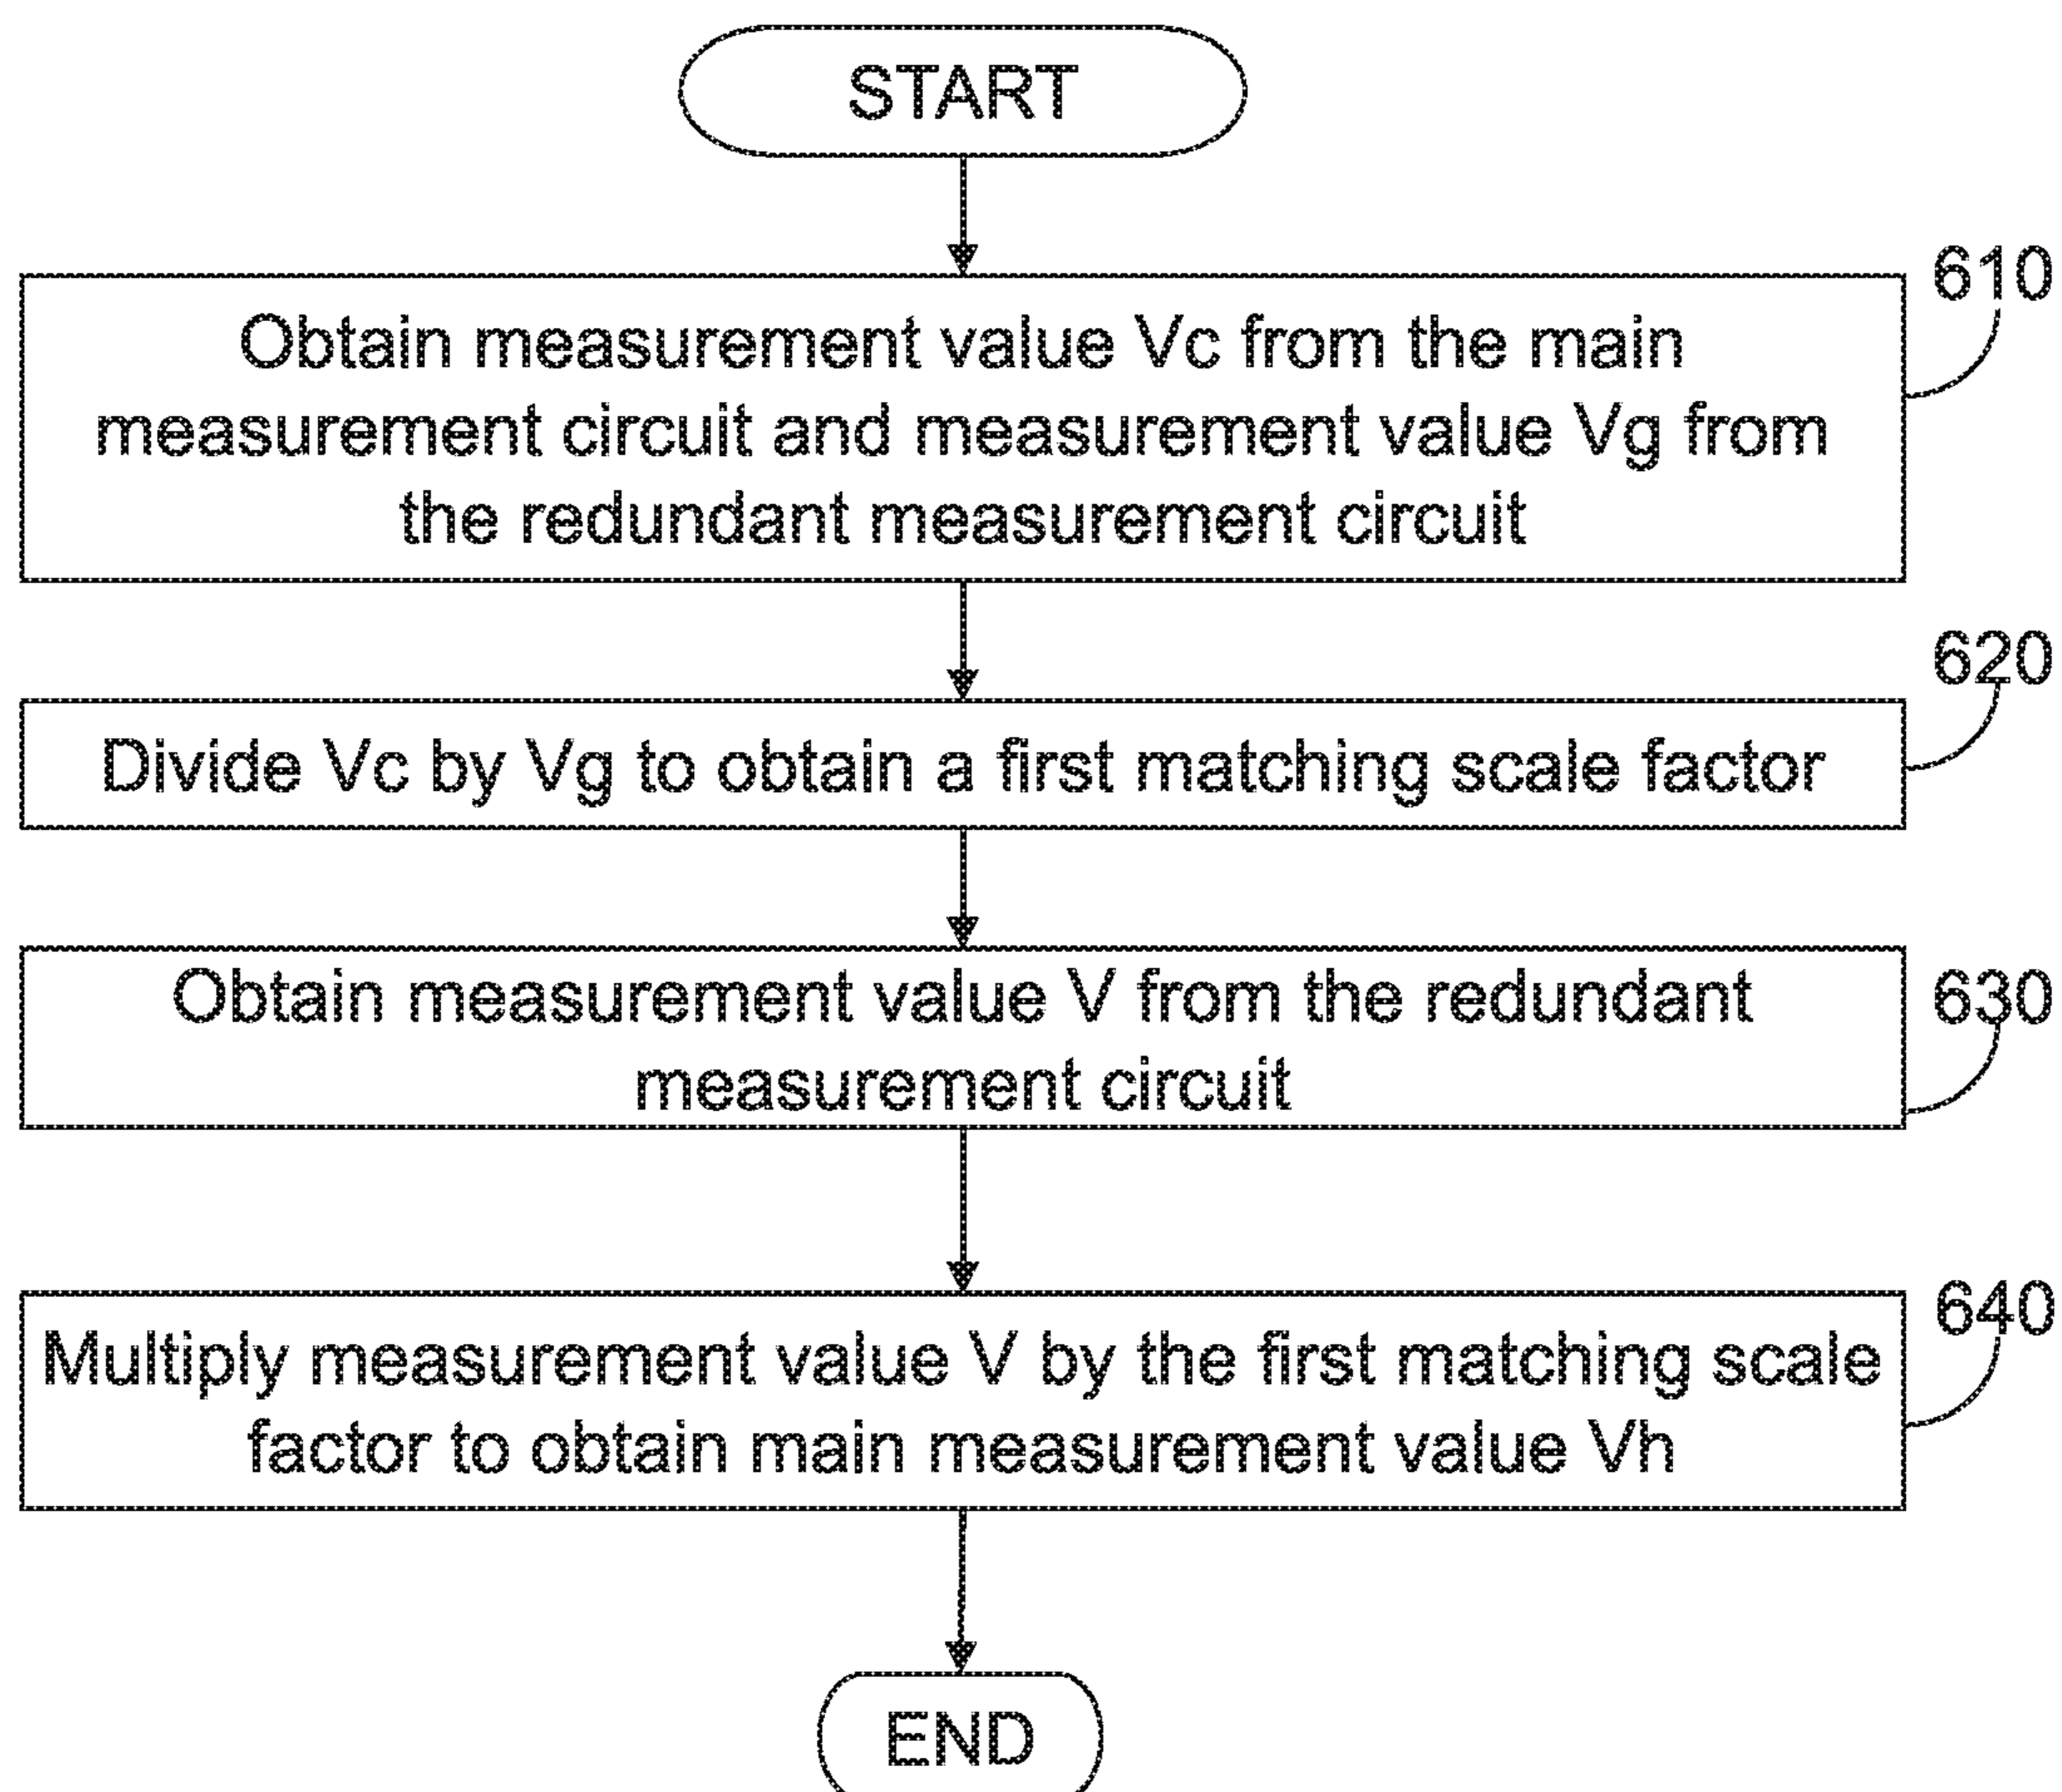 START
610
Obtain measurement value Vc from the main
measurement circuit and measurement value Vg from
the redundant measurement circuit
620
Divide Vc by Vg to obtain a first matching scale factor
630
Obtain measurement value V from the redundant
measurement circuit
640
Multiply measurement value V by the first matching scale
factor to obtain main measurement value Vh
END